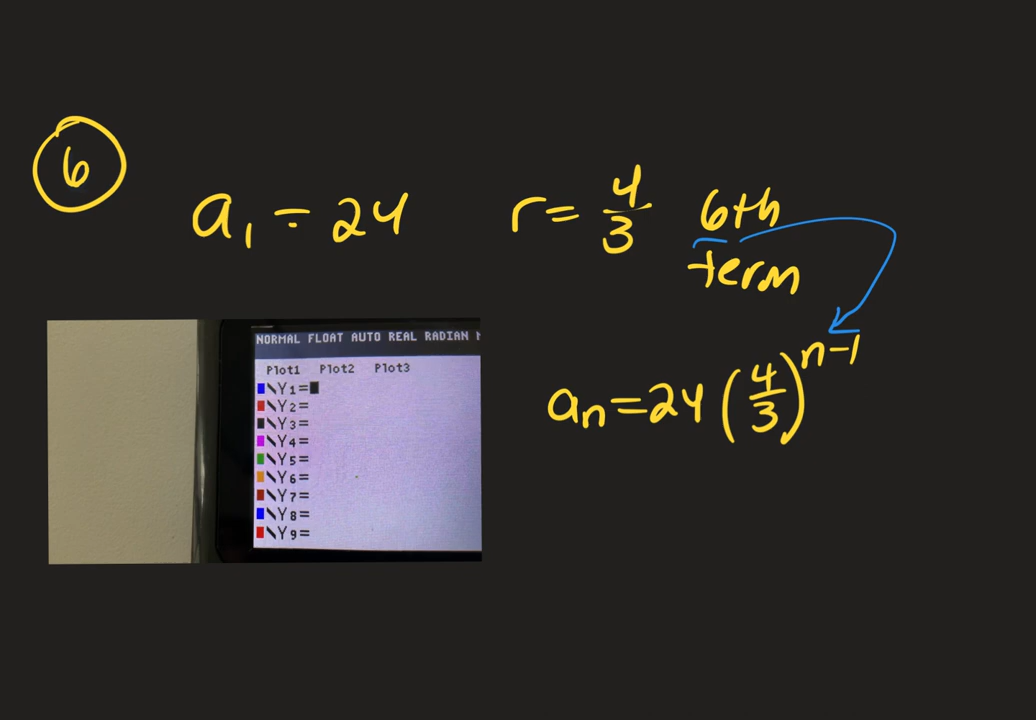 6
a₁ = 24 r = 4/3 6th
term
NORMAL FLOAT AUTO REAL RADIAN
Plot1 Plot2 Plot3
\Y₁=
\Y₂=
\Y₃=
\Y₄=
\Y₅=
\Y₆=
\Y₇=
\Y₈=
\Y₉=
aₙ = 24 (4/3)ⁿ⁻¹